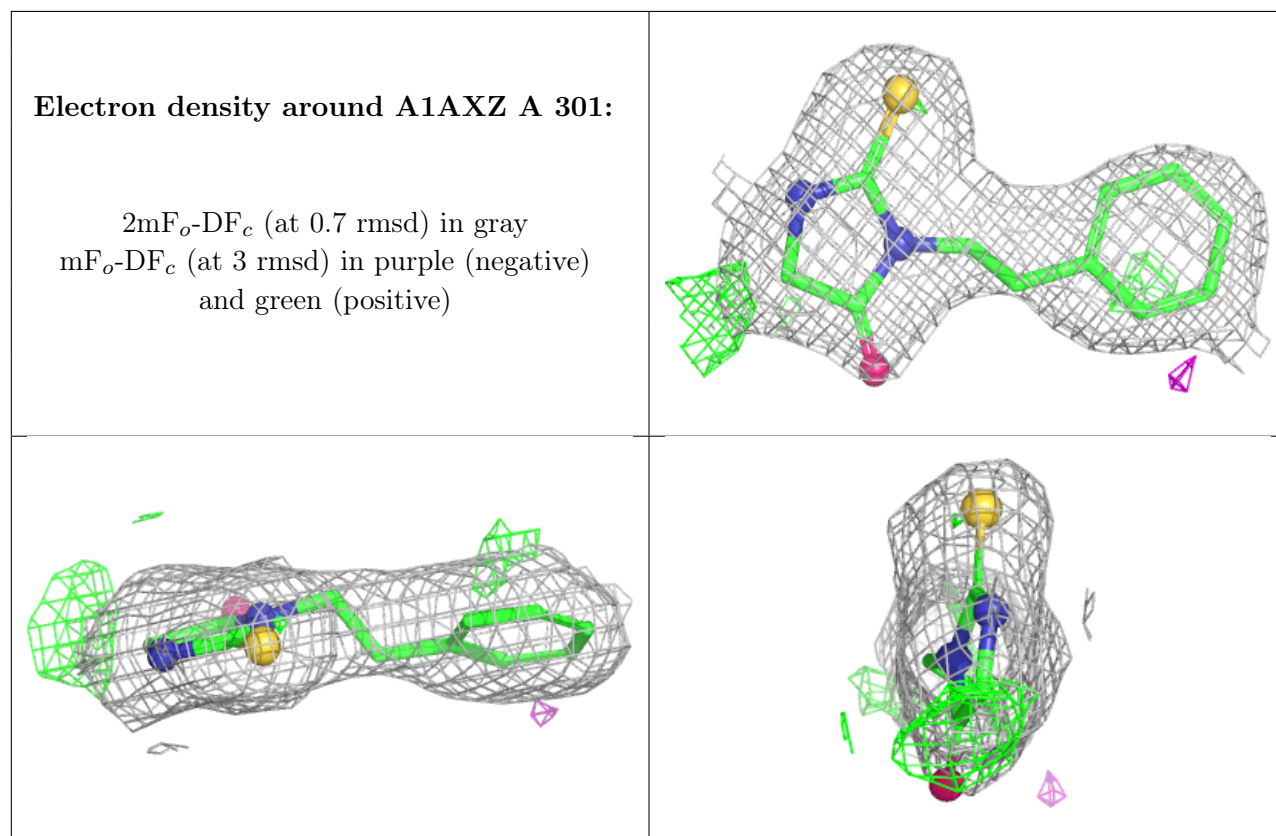 Electron density around A1AXZ A 301:
2mFo-DFc (at 0.7 rmsd) in gray
mFo-DFc (at 3 rmsd) in purple (negative)
and green (positive)